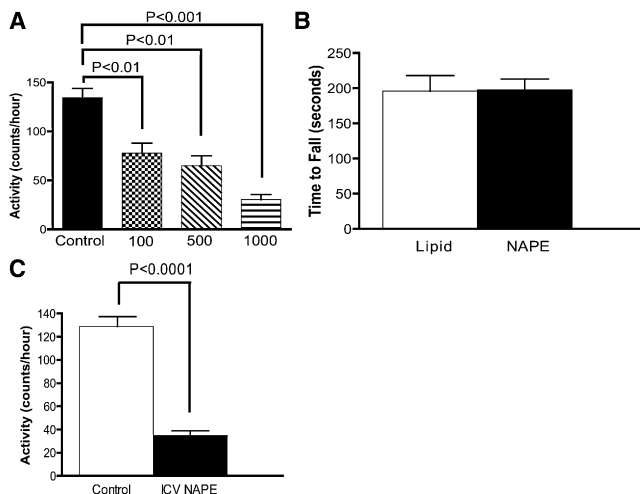 A
P<0.001
P<0.01
P<0.01
Activity (counts/hour)
150
100
50
0
Control 100 500 1000
B
Time to Fall (seconds)
250
200
150
100
50
0
Lipid NAPE
C
P<0.0001
Activity (counts/hour)
140
120
100
80
60
40
20
0
Control ICV NAPE